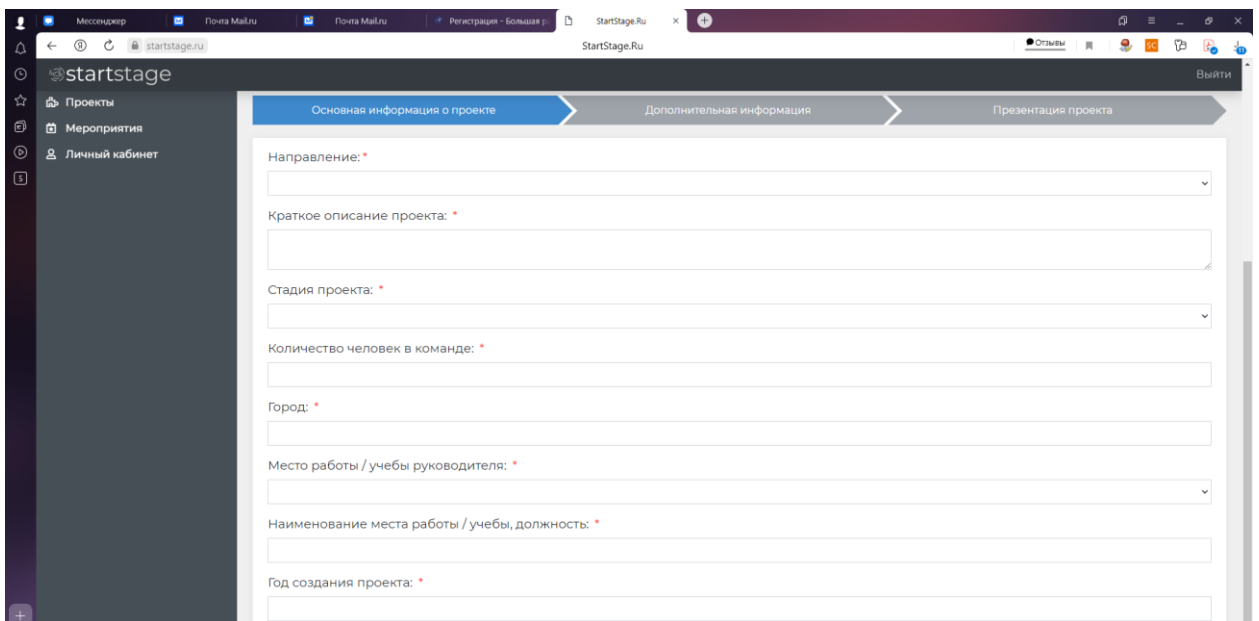 Мессенджер
Почта Mail.ru
Почта Mail.ru
Регистрация – Большая
StartStage.Ru
startstage.ru
StartStage.Ru
Отзывы
startstage
Выйти
Проекты
Мероприятия
Личный кабинет
Основная информация о проекте
Дополнительная информация
Презентация проекта
Направление: *
Краткое описание проекта: *
Стадия проекта: *
Количество человек в команде: *
Город: *
Место работы / учебы руководителя: *
Наименование места работы / учебы, должность: *
Год создания проекта: *